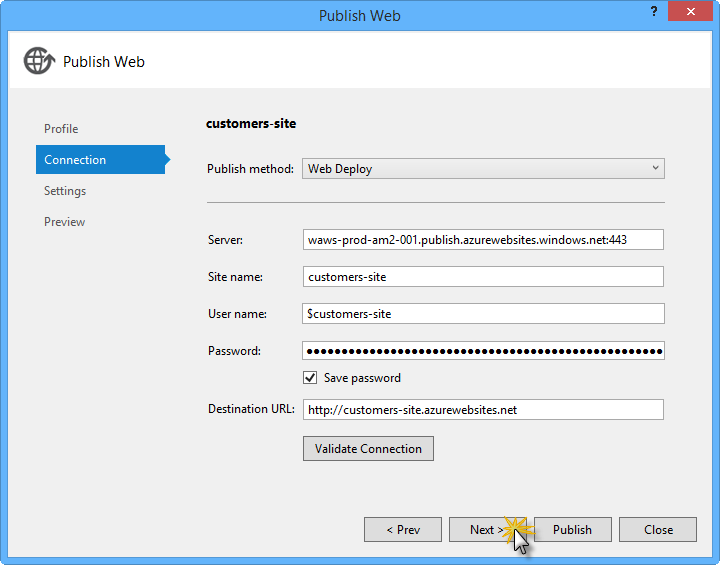 Publish Web
?
Publish Web
Profile
Connection
Settings
Preview
customers-site
Publish method: Web Deploy
Server: waws-prod-am2-001.publish.azurewebsites.windows.net:443
Site name: customers-site
User name: $customers-site
Password: ●●●●●●●●●●●●●●●●●●●●●●●●●●●●●●●●●●●●●●●●●●●●●●●●●●●
Save password
Destination URL: http://customers-site.azurewebsites.net
Validate Connection
< Prev Next > Publish Close